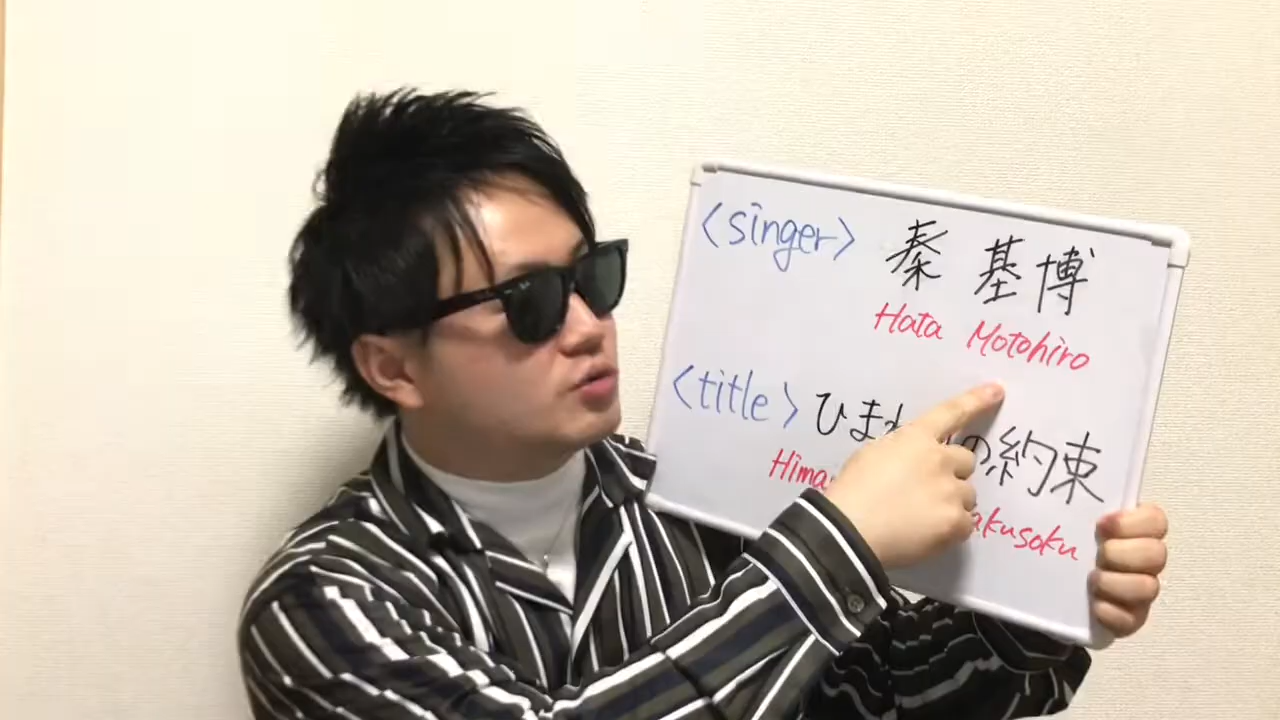 <singer> 秦 基博
Hata Motohiro
<title> ひま の約束
Hima akusoku